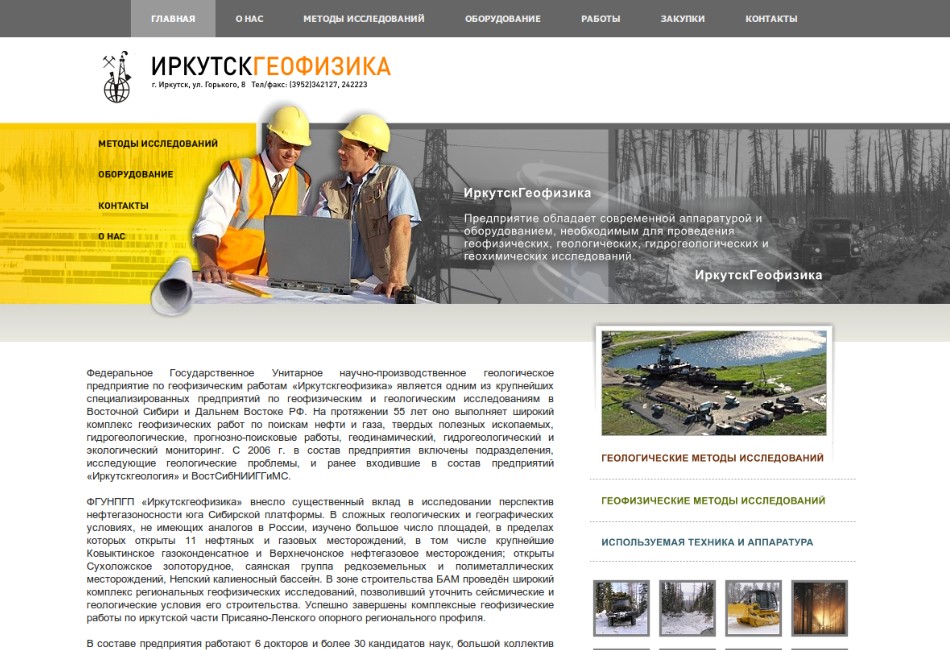 ГЛАВНАЯ О НАС МЕТОДЫ ИССЛЕДОВАНИЙ ОБОРУДОВАНИЕ РАБОТЫ ЗАКУПКИ КОНТАКТЫ
ИРКУТСКГЕОФИЗИКА
г. Иркутск, ул. Горького, 8 Тел/факс: (3952)342127, 242223
МЕТОДЫ ИССЛЕДОВАНИЙ
ОБОРУДОВАНИЕ
КОНТАКТЫ
О НАС
ИркутскГеофизика
Предприятие обладает современной аппаратурой и
оборудованием, необходимым для проведения
геофизических, геологических, гидрогеологических и
геохимических исследований.
ИркутскГеофизика
Федеральное Государственное Унитарное научно-производственное геологическое
предприятие по геофизическим работам «Иркутскгеофизика» является одним из крупнейших
специализированных предприятий по геофизическим и геологическим исследованиям в
Восточной Сибири и Дальнем Востоке РФ. На протяжении 55 лет оно выполняет широкий
комплекс геофизических работ по поискам нефти и газа, твердых полезных ископаемых,
гидрогеологические, прогнозно-поисковые работы, геодинамический, гидрогеологический и
экологический мониторинг. С 2006 г. в состав предприятия включены подразделения,
исследующие геологические проблемы, и ранее входившие в состав предприятий
«Иркутскгеология» и ВостСибНИИГГиМС.
ФГУНПГП «Иркутскгеофизика» внесло существенный вклад в исследовании перспектив
нефтегазоносности юга Сибирской платформы. В сложных геологических и географических
условиях, не имеющих аналогов в России, изучено большое число площадей, в пределах
которых открыты 11 нефтяных и газовых месторождений, в том числе крупнейшие
Ковыктинское газоконденсатное и Верхнечонское нефтегазовое месторождения; открыты
Сухоложское золоторудное, саянская группа редкоземельных и полиметаллических
месторождений, Непский калиеносный бассейн. В зоне строительства БАМ проведён широкий
комплекс региональных геофизических исследований, позволивший уточнить сейсмические и
геологические условия его строительства. Успешно завершены комплексные геофизические
работы по иркутской части Присаяно-Ленского опорного регионального профиля.
В составе предприятия работают 6 докторов и более 30 кандидатов наук, большой коллектив
ГЕОЛОГИЧЕСКИЕ МЕТОДЫ ИССЛЕДОВАНИЙ
ГЕОФИЗИЧЕСКИЕ МЕТОДЫ ИССЛЕДОВАНИЙ
ИСПОЛЬЗУЕМАЯ ТЕХНИКА И АППАРАТУРА